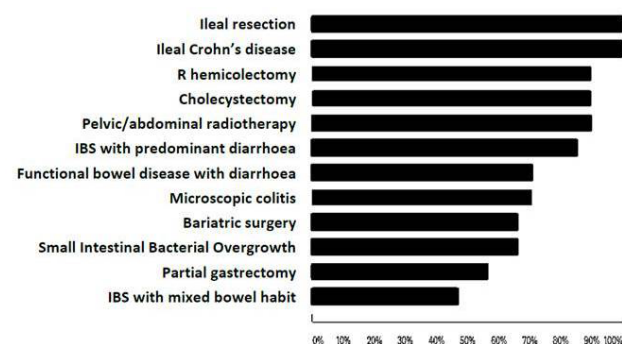 Ileal resection
Ileal Crohn’s disease
R hemicolectomy
Cholecystectomy
Pelvic/abdominal radiotherapy
IBS with predominant diarrhoea
Functional bowel disease with diarrhoea
Microscopic colitis
Bariatric surgery
Small Intestinal Bacterial Overgrowth
Partial gastrectomy
IBS with mixed bowel habit
0% 10% 20% 30% 40% 50% 60% 70% 80% 90% 100%